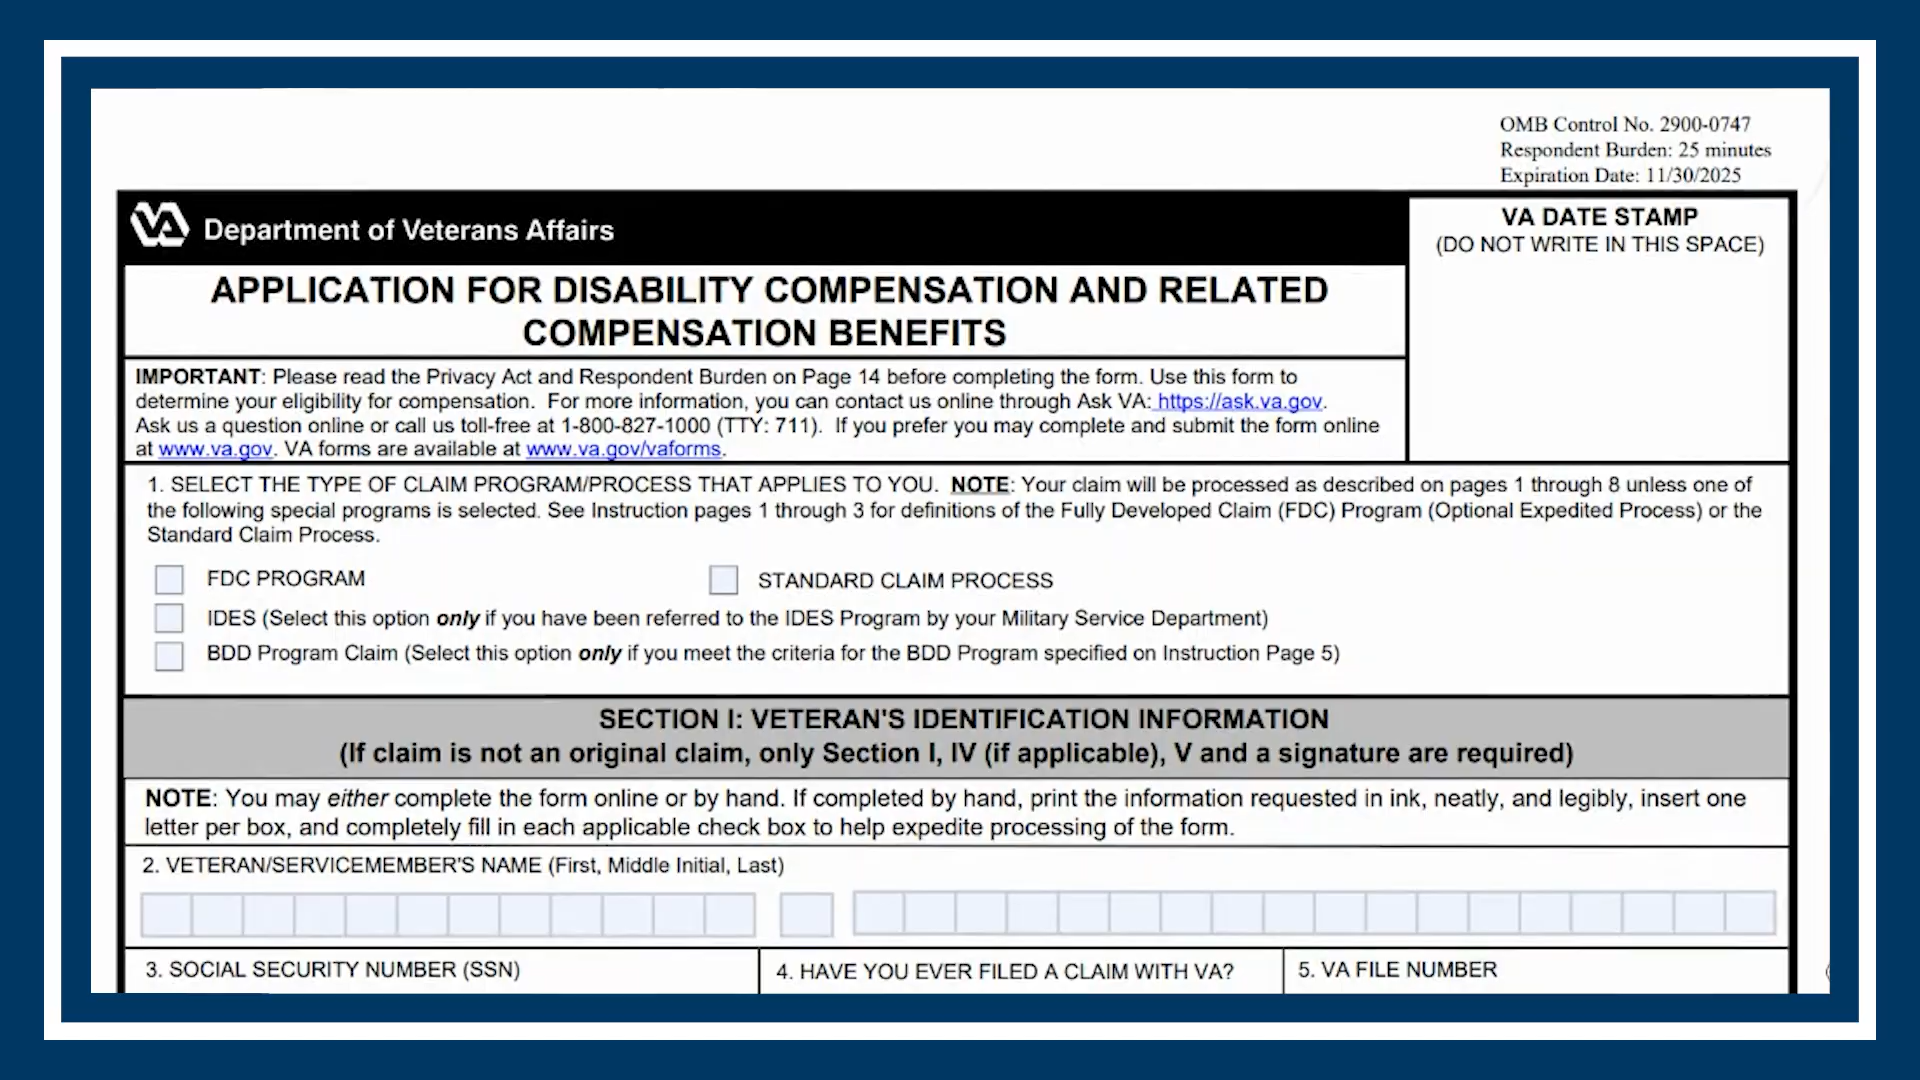 OMB Control No. 2900-0747
Respondent Burden: 25 minutes
Expiration Date: 11/30/2025
VA Department of Veterans Affairs
VA DATE STAMP
(DO NOT WRITE IN THIS SPACE)
APPLICATION FOR DISABILITY COMPENSATION AND RELATED
COMPENSATION BENEFITS
IMPORTANT: Please read the Privacy Act and Respondent Burden on Page 14 before completing the form. Use this form to
determine your eligibility for compensation. For more information, you can contact us online through Ask VA: https://ask.va.gov.
Ask us a question online or call us toll-free at 1-800-827-1000 (TTY: 711). If you prefer you may complete and submit the form online
at www.va.gov. VA forms are available at www.va.gov/vaforms.
1. SELECT THE TYPE OF CLAIM PROGRAM/PROCESS THAT APPLIES TO YOU. NOTE: Your claim will be processed as described on pages 1 through 8 unless one of
the following special programs is selected. See Instruction pages 1 through 3 for definitions of the Fully Developed Claim (FDC) Program (Optional Expedited Process) or the
Standard Claim Process.
FDC PROGRAM
STANDARD CLAIM PROCESS
IDES (Select this option only if you have been referred to the IDES Program by your Military Service Department)
BDD Program Claim (Select this option only if you meet the criteria for the BDD Program specified on Instruction Page 5)
SECTION I: VETERAN'S IDENTIFICATION INFORMATION
(If claim is not an original claim, only Section I, IV (if applicable), V and a signature are required)
NOTE: You may either complete the form online or by hand. If completed by hand, print the information requested in ink, neatly, and legibly, insert one
letter per box, and completely fill in each applicable check box to help expedite processing of the form.
2. VETERAN/SERVICEMEMBER'S NAME (First, Middle Initial, Last)
3. SOCIAL SECURITY NUMBER (SSN)
4. HAVE YOU EVER FILED A CLAIM WITH VA?
5. VA FILE NUMBER